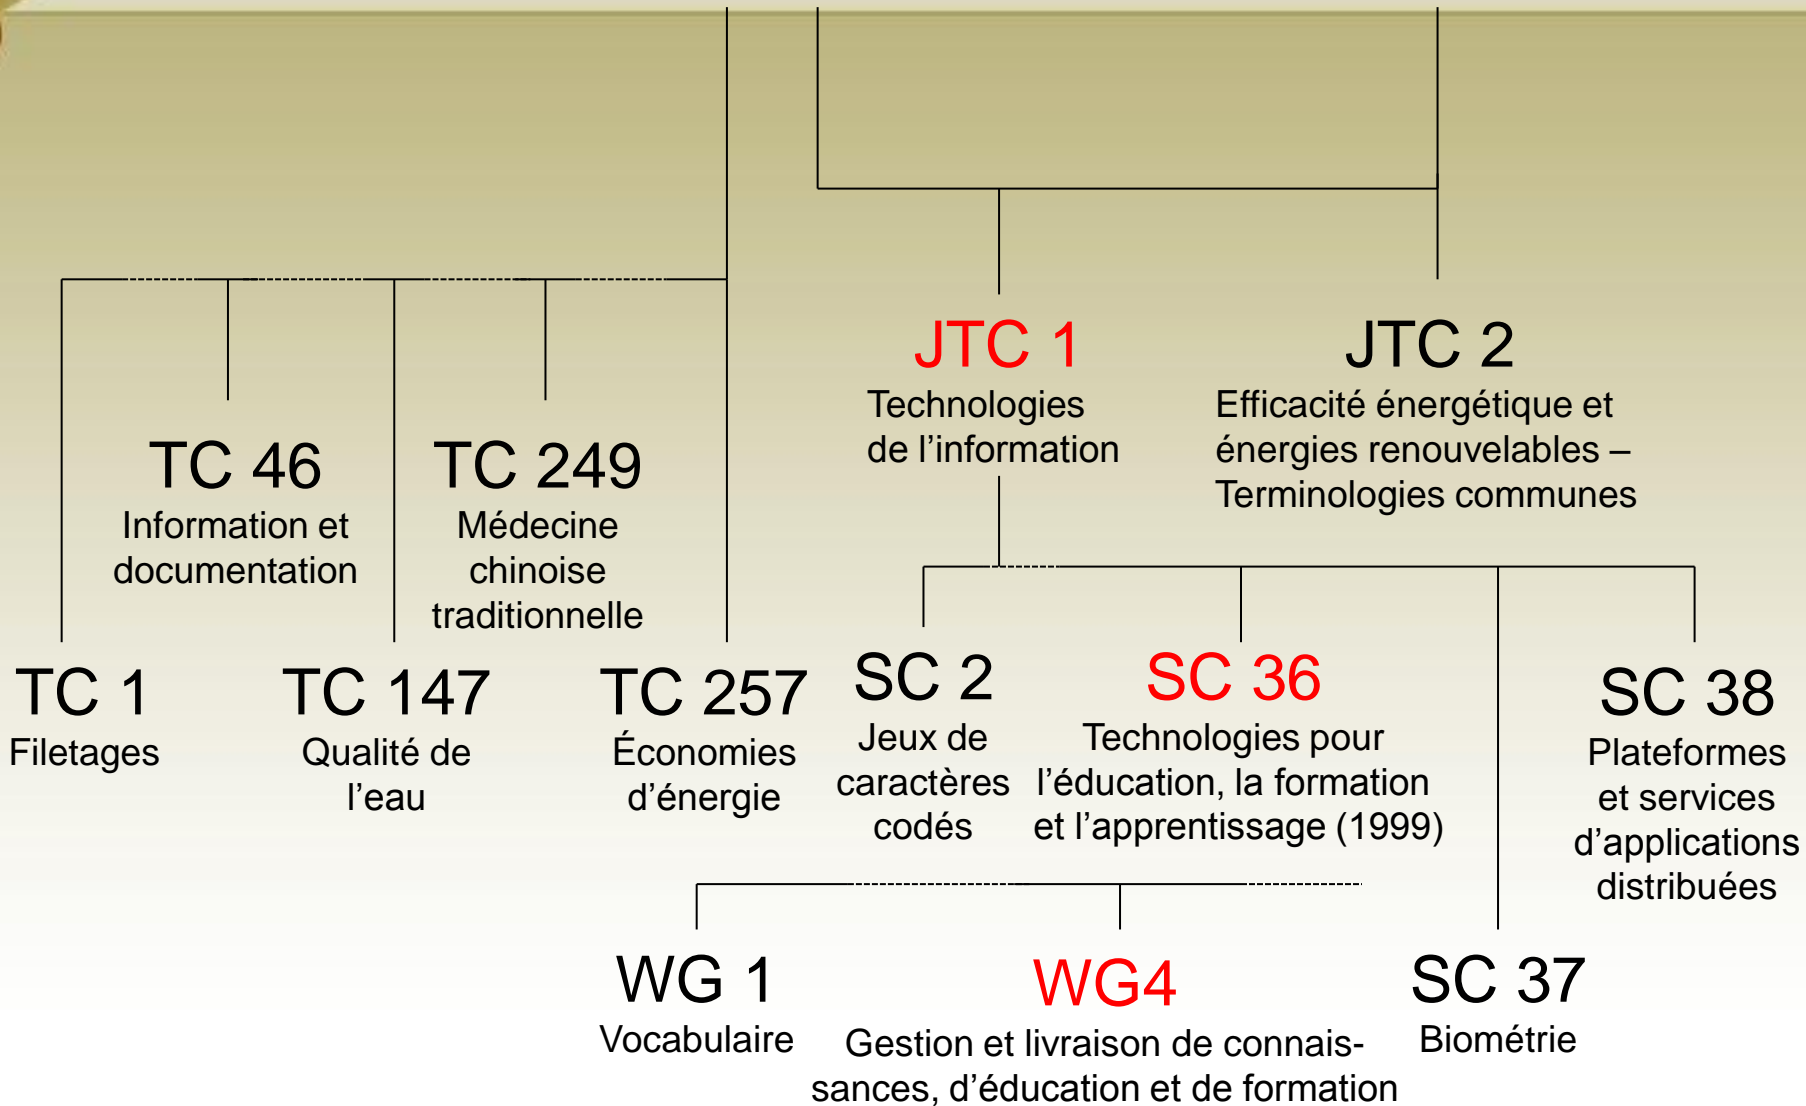 JTC 1
Technologies
de l’information
JTC 2
Efficacité énergétique et
énergies renouvelables –
Terminologies communes
TC 46
Information et
documentation
TC 249
Médecine
chinoise
traditionnelle
TC 1
Filetages
TC 147
Qualité de
l’eau
TC 257
Économies
d’énergie
SC 2
Jeux de
caractères
codés
SC 36
Technologies pour
l’éducation, la formation
et l’apprentissage (1999)
SC 38
Plateformes
et services
d’applications
distribuées
WG 1
Vocabulaire
WG4
Gestion et livraison de connais-
sances, d’éducation et de formation
SC 37
Biométrie